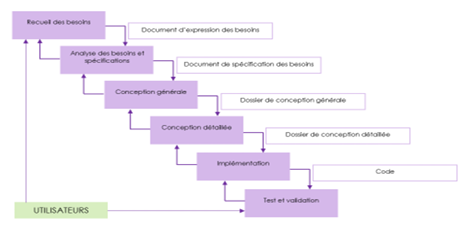 Recueil des besoins
Document d'expression des besoins
Analyse des besoins et
spécifications
Document de spécification des besoins
Conception générale
Dossier de conception générale
Conception détaillée
Dossier de conception détaillée
Implémentation
Code
Test et validation
UTILISATEURS